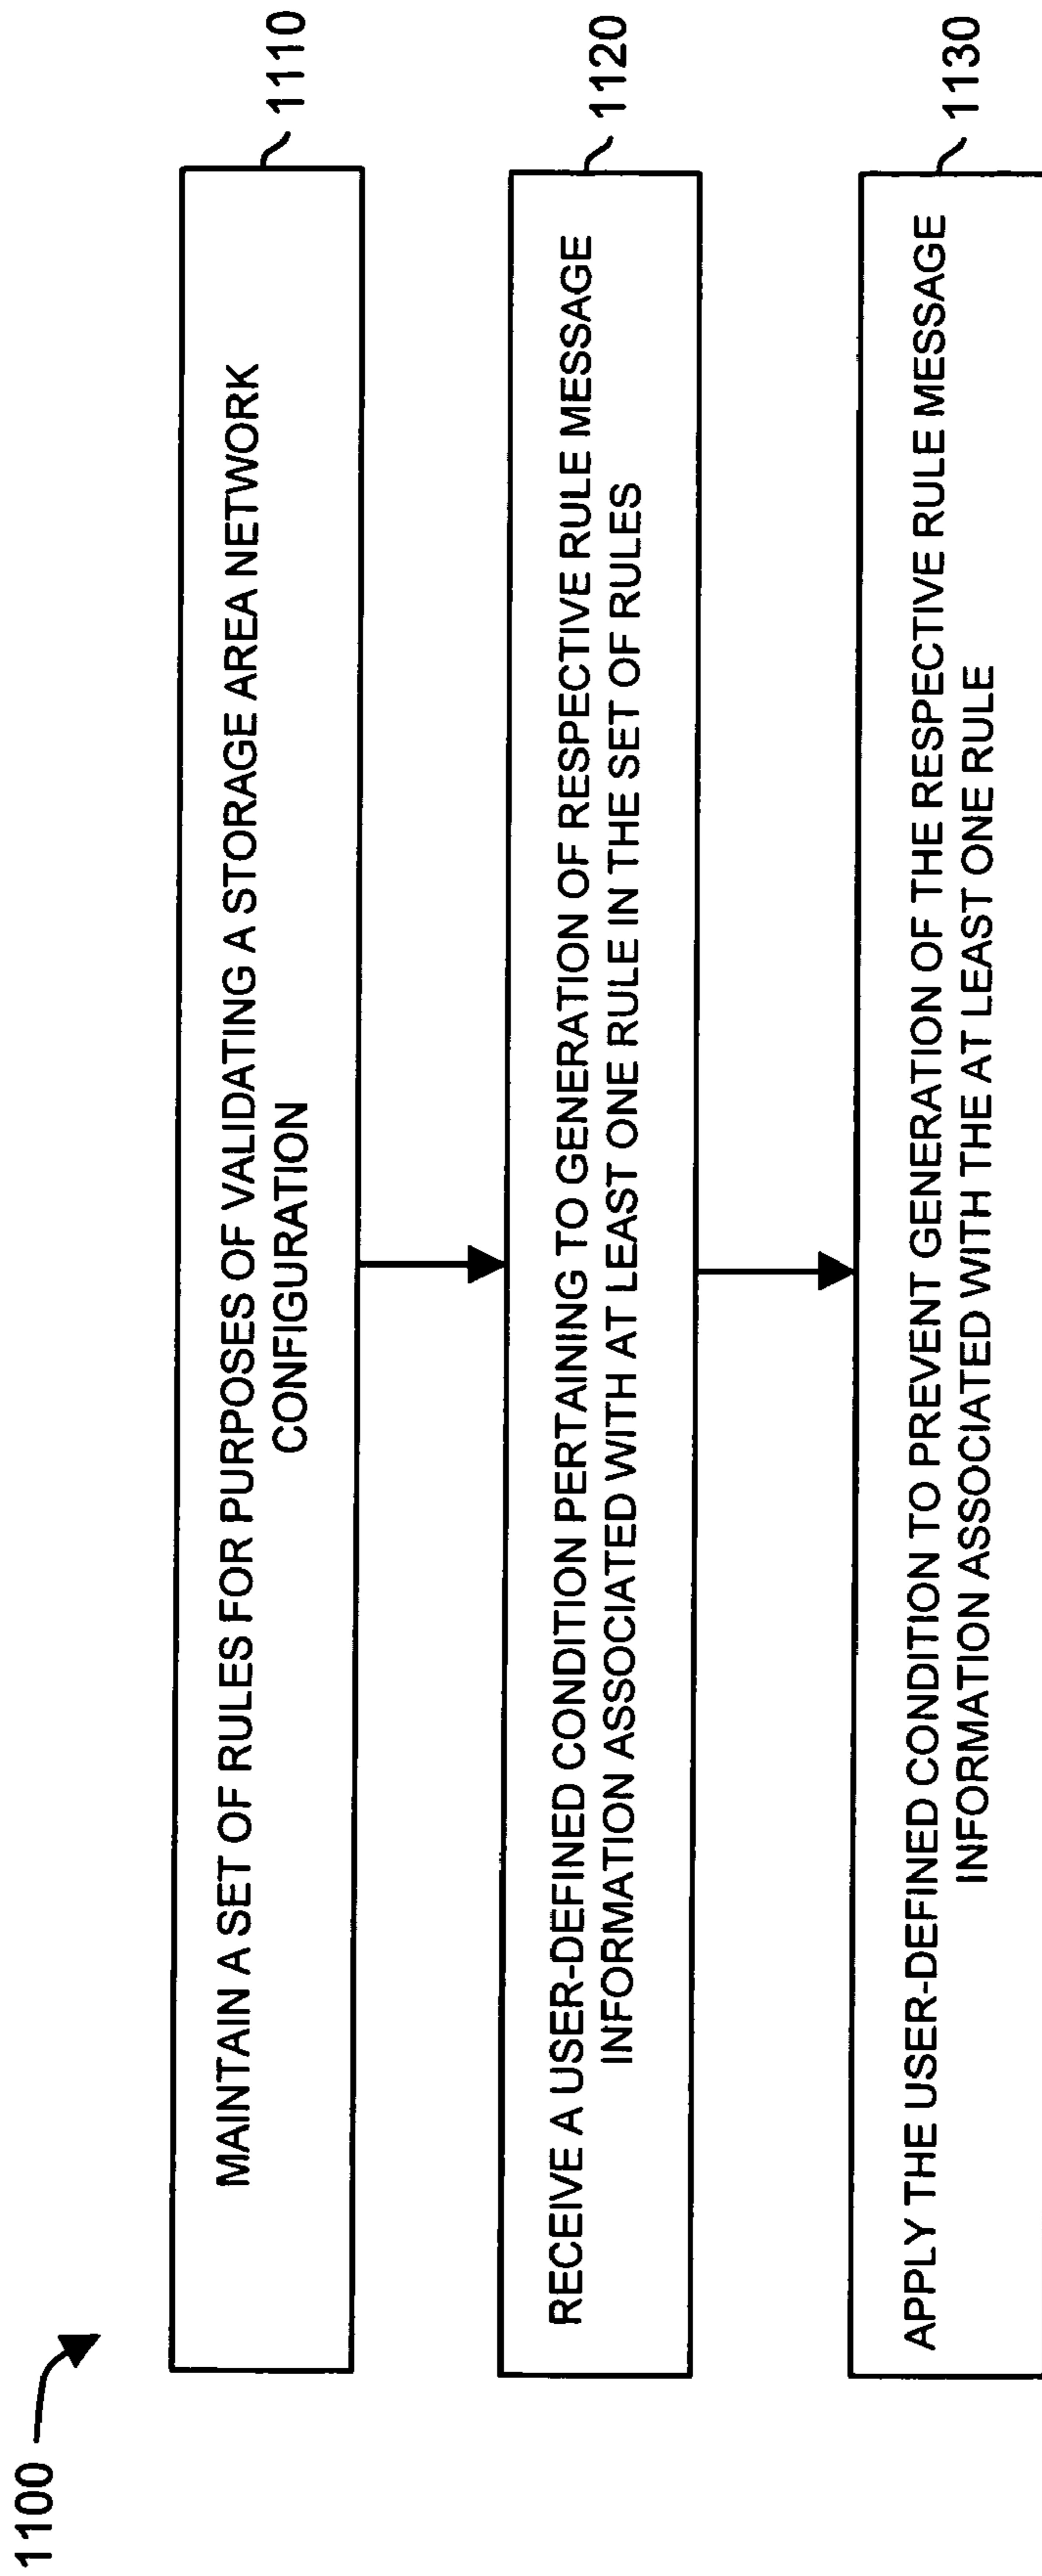 1100
MAINTAIN A SET OF RULES FOR PURPOSES OF VALIDATING A STORAGE AREA NETWORK
CONFIGURATION
1110
RECEIVE A USER-DEFINED CONDITION PERTAINING TO GENERATION OF RESPECTIVE RULE MESSAGE
INFORMATION ASSOCIATED WITH AT LEAST ONE RULE IN THE SET OF RULES
1120
APPLY THE USER-DEFINED CONDITION TO PREVENT GENERATION OF THE RESPECTIVE RULE MESSAGE
INFORMATION ASSOCIATED WITH THE AT LEAST ONE RULE
1130